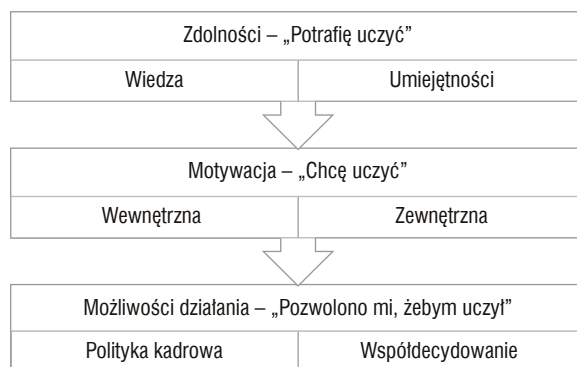 Zdolności – „Potrafię uczyć”
Wiedza
Umiejętności
Motywacja – „Chcę uczyć”
Wewnętrzna
Zewnętrzna
Możliwości działania – „Pozwolono mi, żebym uczył”
Polityka kadrowa
Współdecydowanie